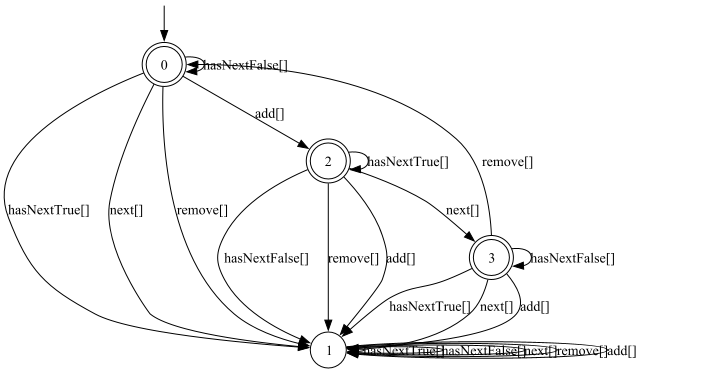 0
hasNextFalse[]
add[]
2
hasNextTrue[]
remove[]
hasNextTrue[]
next[]
remove[]
next[]
hasNextFalse[]
remove[]
add[]
3
hasNextFalse[]
hasNextTrue[]
next[]
add[]
1
hasNextTrue[]
hasNextFalse[]
next[]
remove[]
add[]